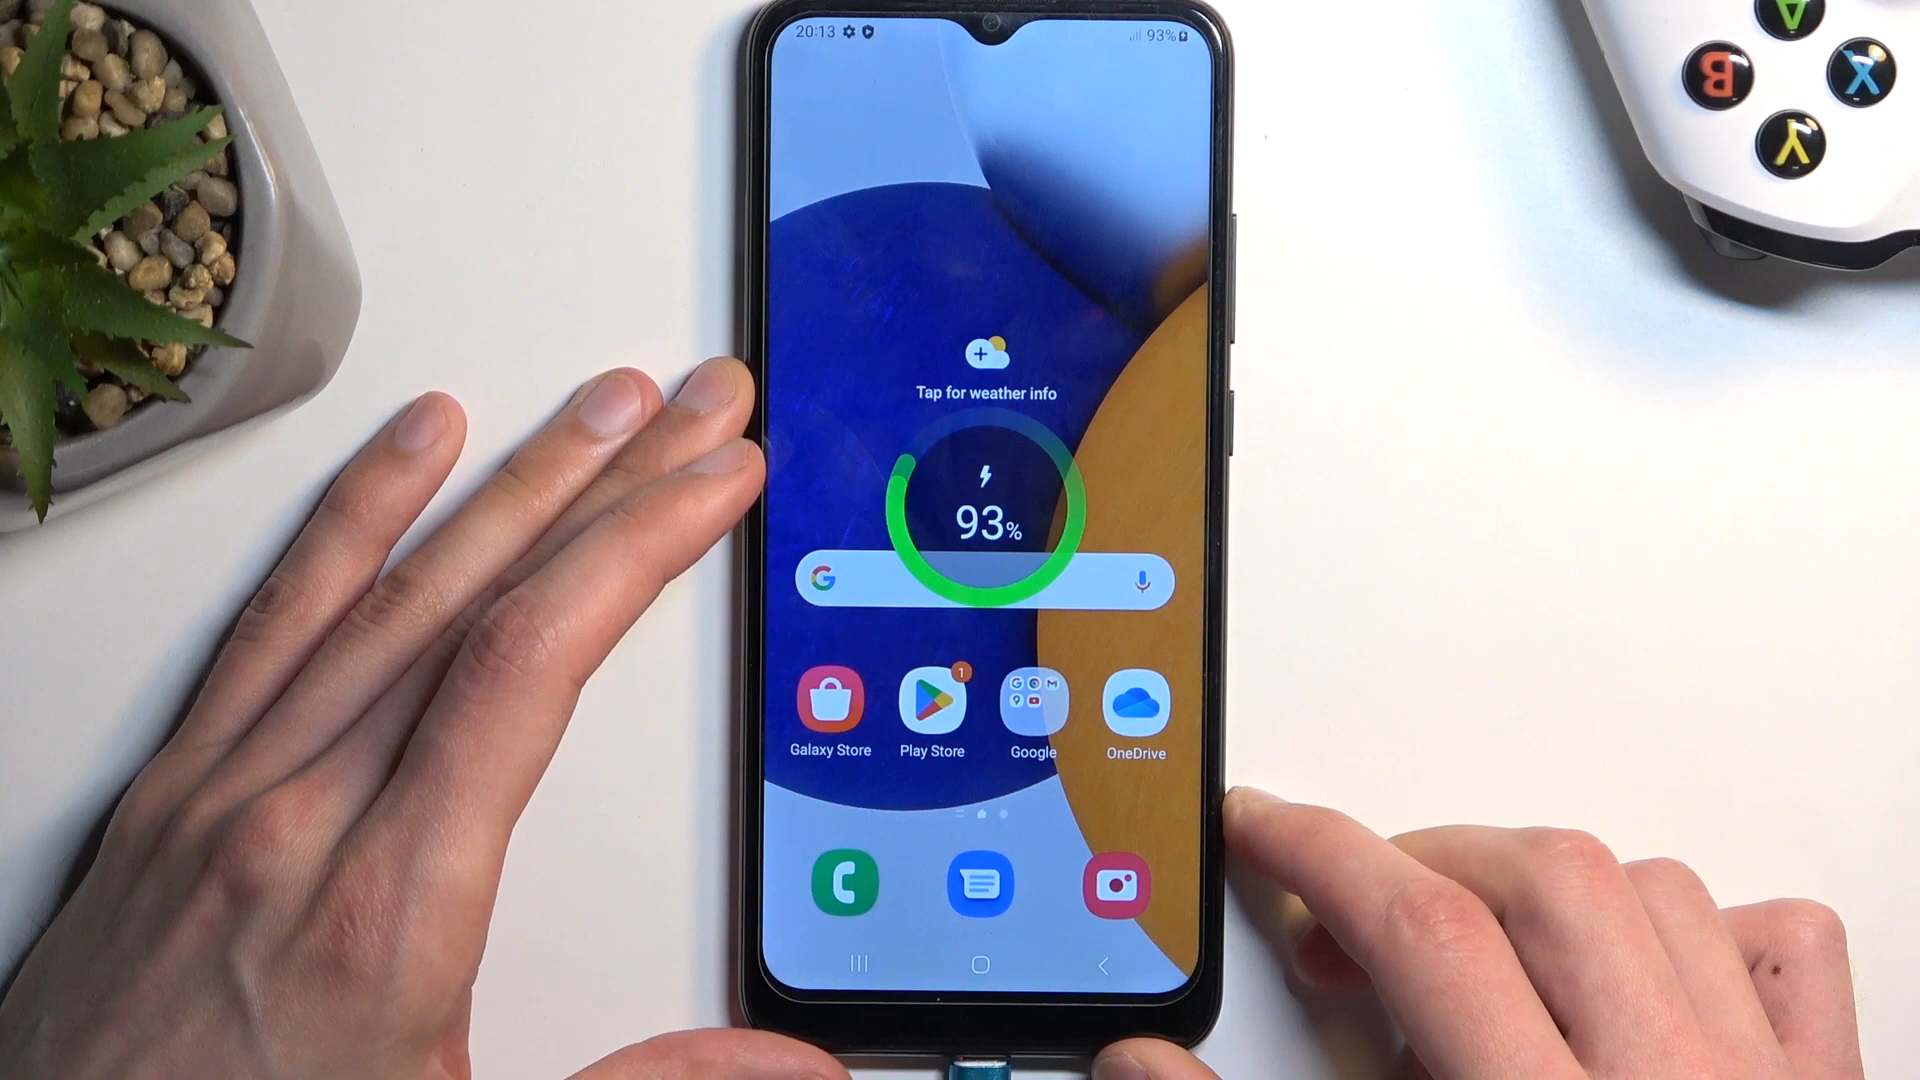 20:13 93%
A
B X
Y
Tap for weather info
93%
G
1
Galaxy Store Play Store Google OneDrive